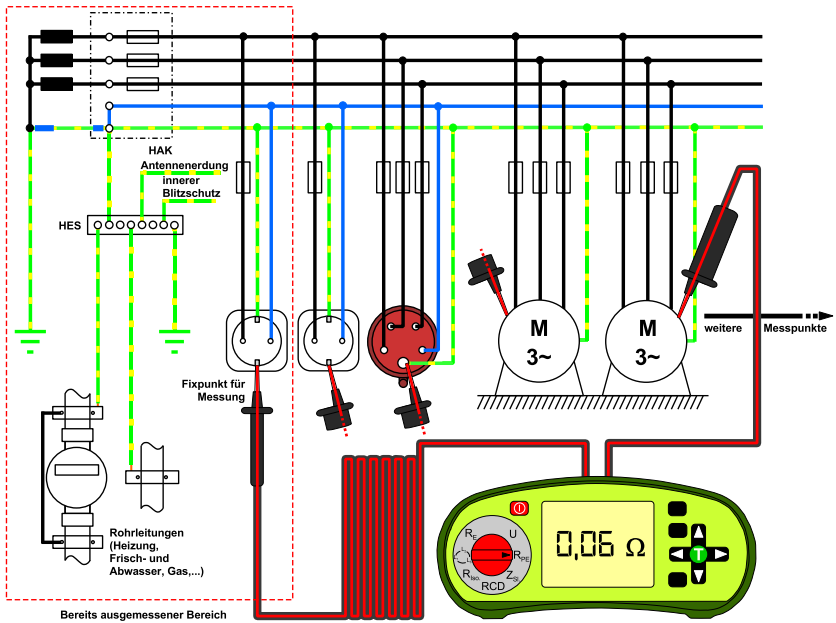 HAK
Antennenerdung
innerer
Blitzschutz
HES
Fixpunkt für
Messung
M
3~
M
3~
weitere Messpunkte
Rohrleitungen
(Heizung,
Frisch- und
Abwasser, Gas,...)
Bereits ausgemessener Bereich
RE
U
RPE
ZSI
RCD
RIso.
0,06 Ω
T